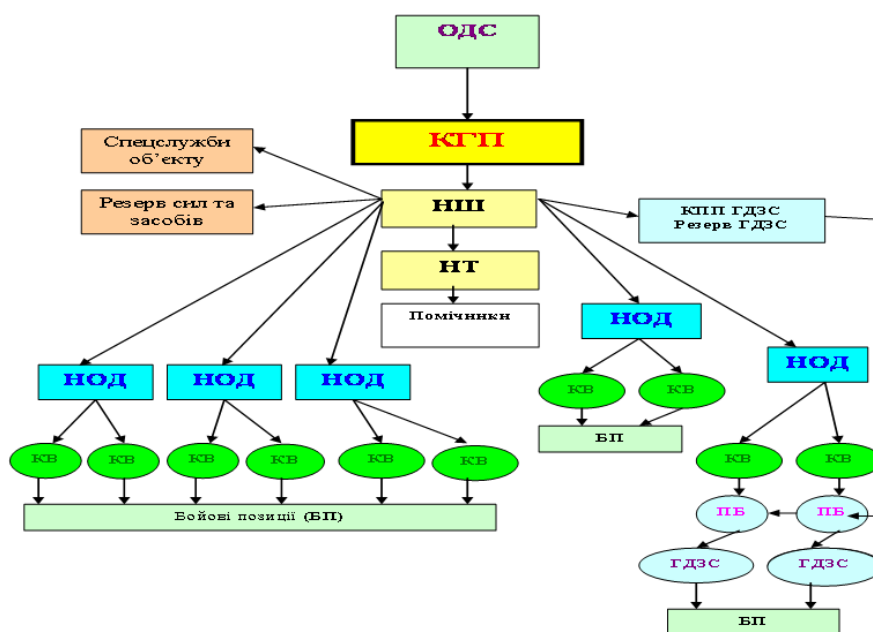 ОДС
КГП
Спецслужби
об’єкту
Резерв сил та
засобів
НШ
КПП ГДЗС
Резерв ГДЗС
НТ
Помічники
НОД
НОД
НОД
НОД
НОД
КВ
КВ
БП
КВ
КВ
КВ
КВ
КВ
КВ
КВ
КВ
Бойові позиції (БП)
ПБ
ПБ
ГДЗС
ГДЗС
БП